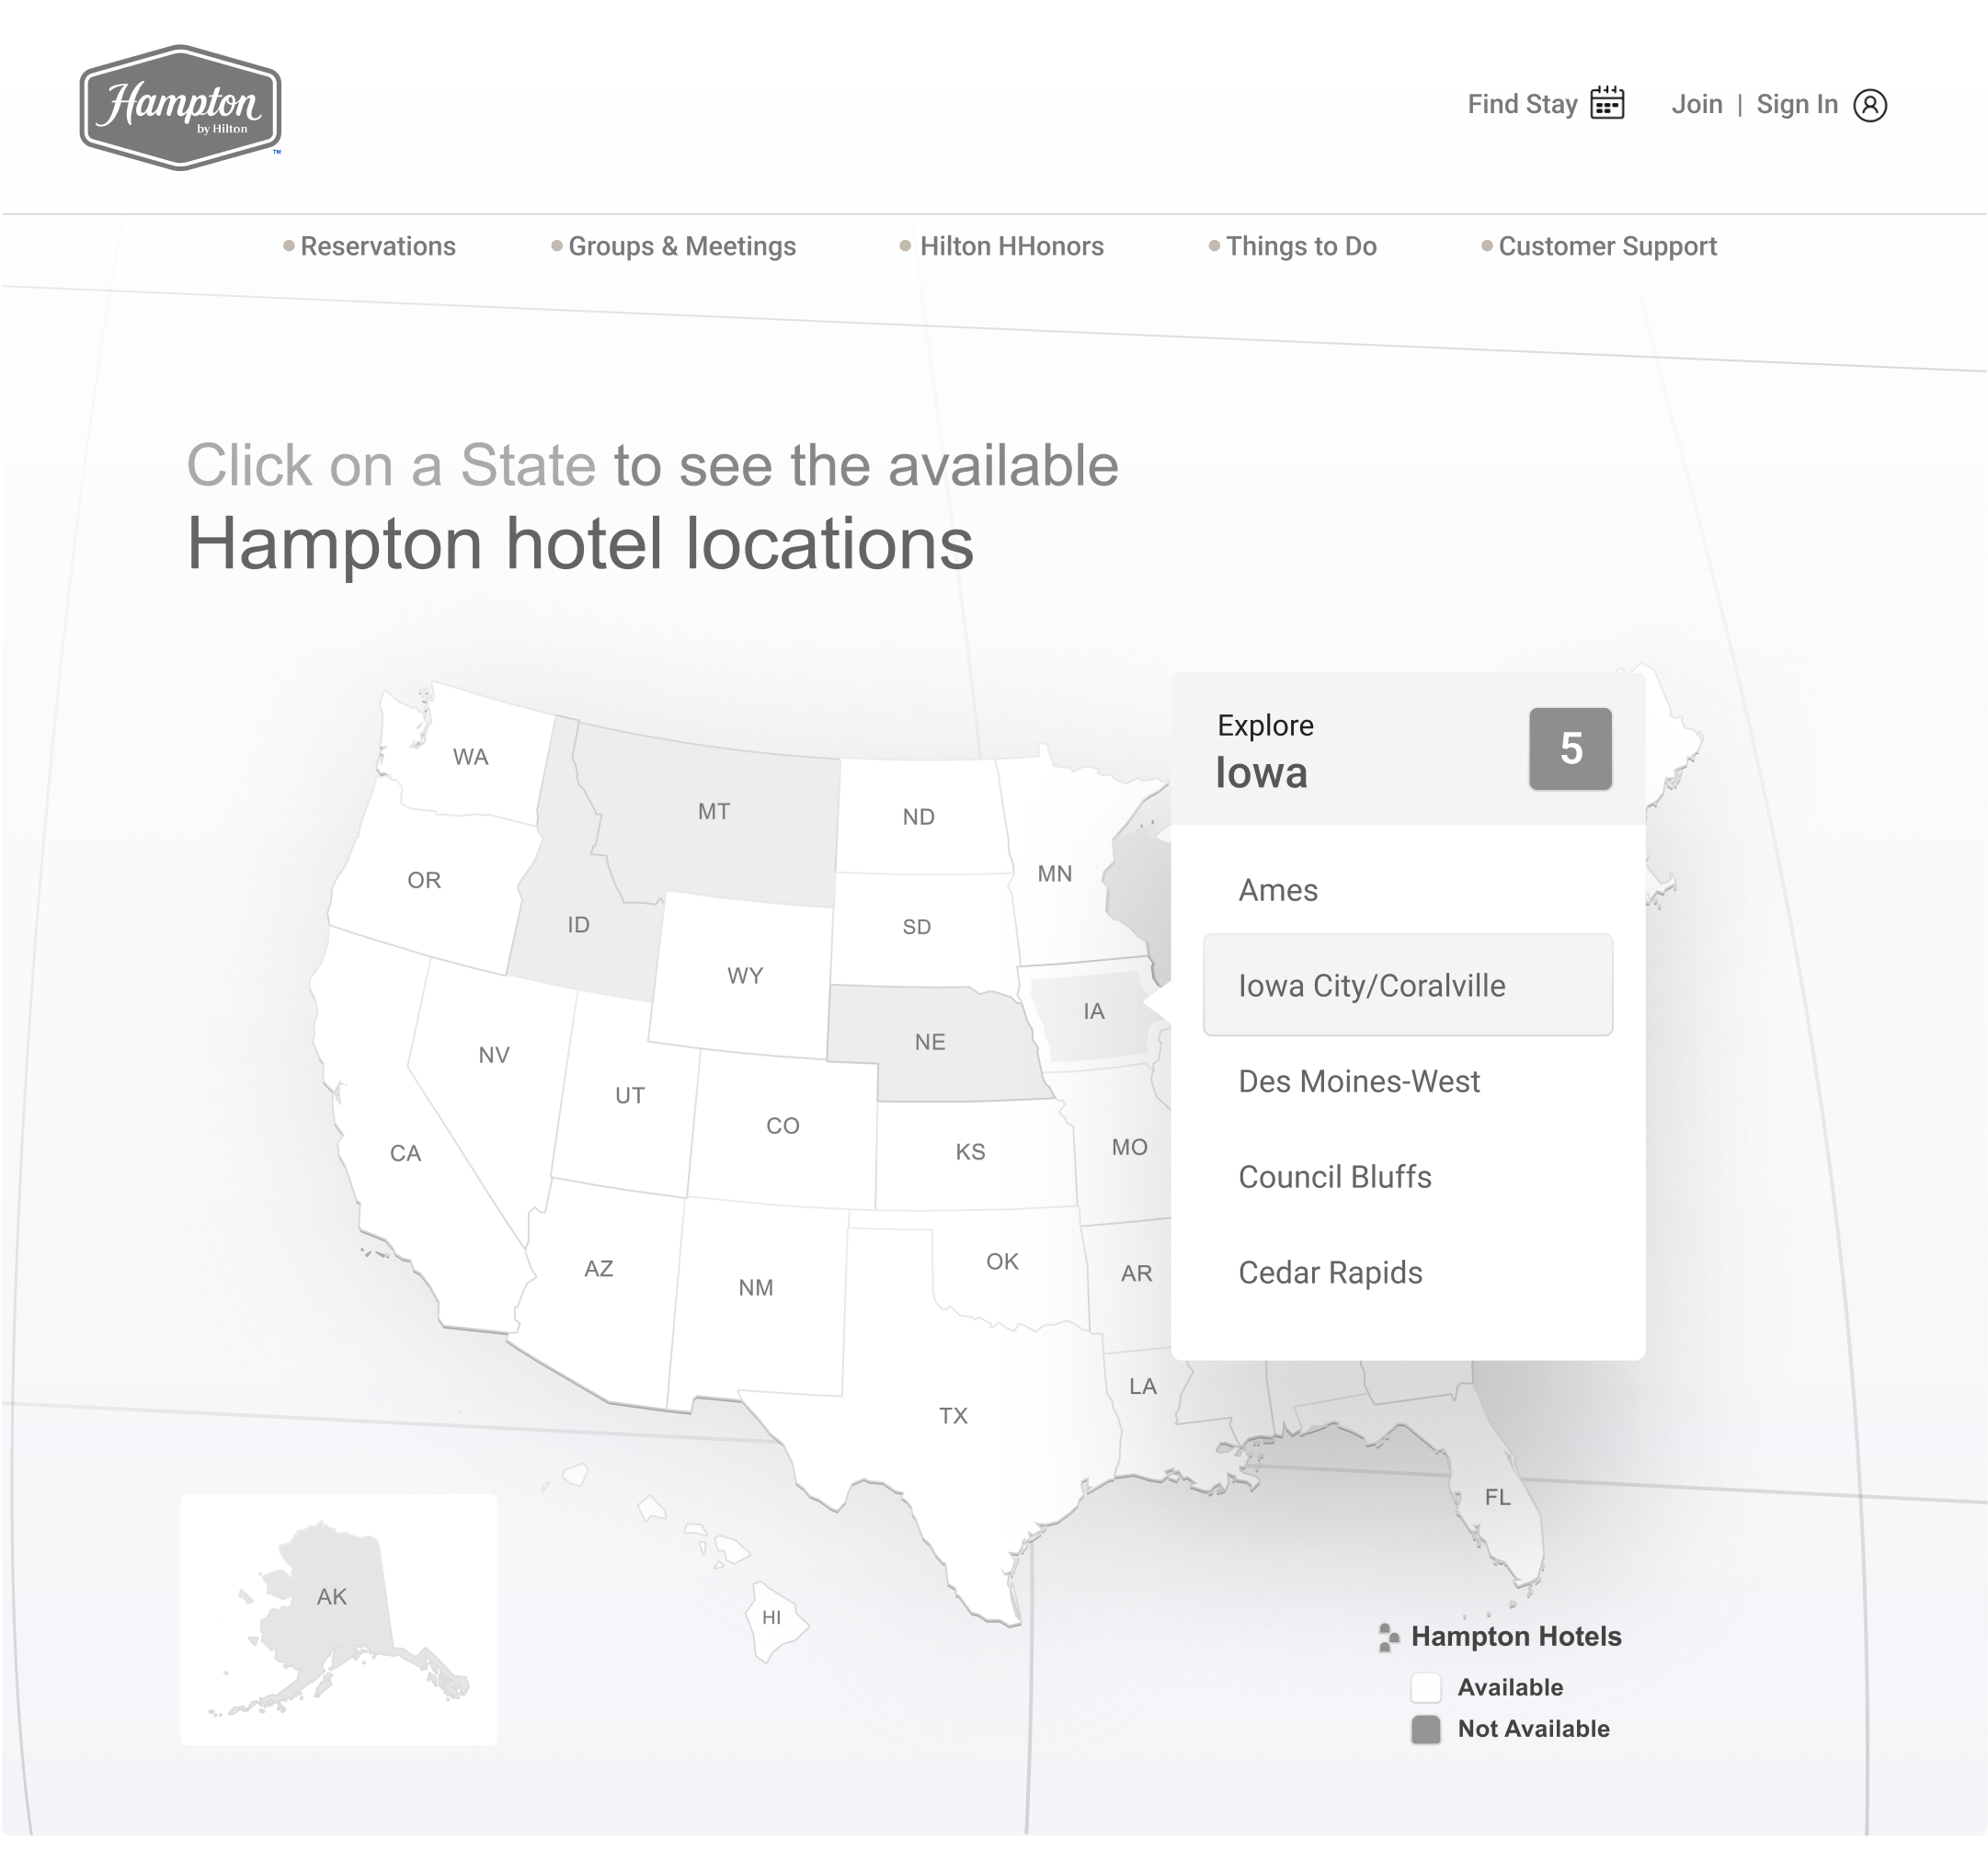 Hampton
by Hilton
™
Find Stay
Join | Sign In
Reservations
Groups & Meetings
Hilton HHonors
Things to Do
Customer Support
Click on a State to see the available
Hampton hotel locations
WA
MT
ND
MN
OR
ID
SD
WY
IA
NE
NV
UT
CO
KS
MO
CA
AZ
NM
OK
AR
TX
LA
FL
AK
HI
Explore
Iowa
5
Ames
Iowa City/Coralville
Des Moines-West
Council Bluffs
Cedar Rapids
Hampton Hotels
Available
Not Available